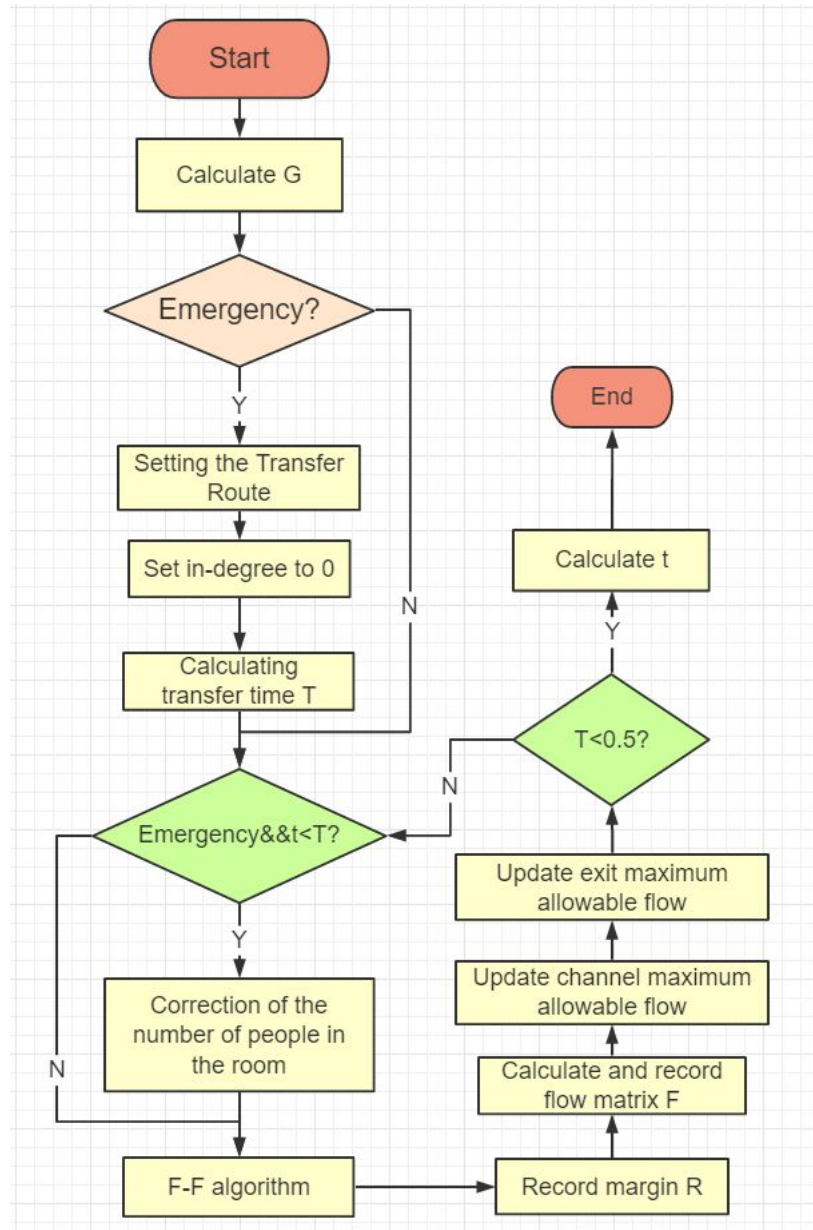 Start
Calculate G
Emergency?
Y
N
Setting the Transfer
Route
Set in-degree to 0
Calculating
transfer time T
Emergency&&t<T?
Y
N
Correction of the
number of people in
the room
F-F algorithm
Record margin R
Calculate and record
flow matrix F
Update channel maximum
allowable flow
Update exit maximum
allowable flow
T<0.5?
N
Y
Calculate t
End